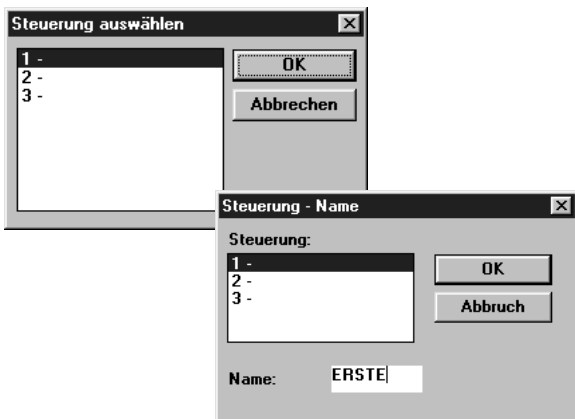 Steuerung auswählen
1 -
2 -
3 -
OK
Abbrechen
Steuerung - Name
Steuerung:
1 -
2 -
3 -
OK
Abbruch
Name: ERSTE